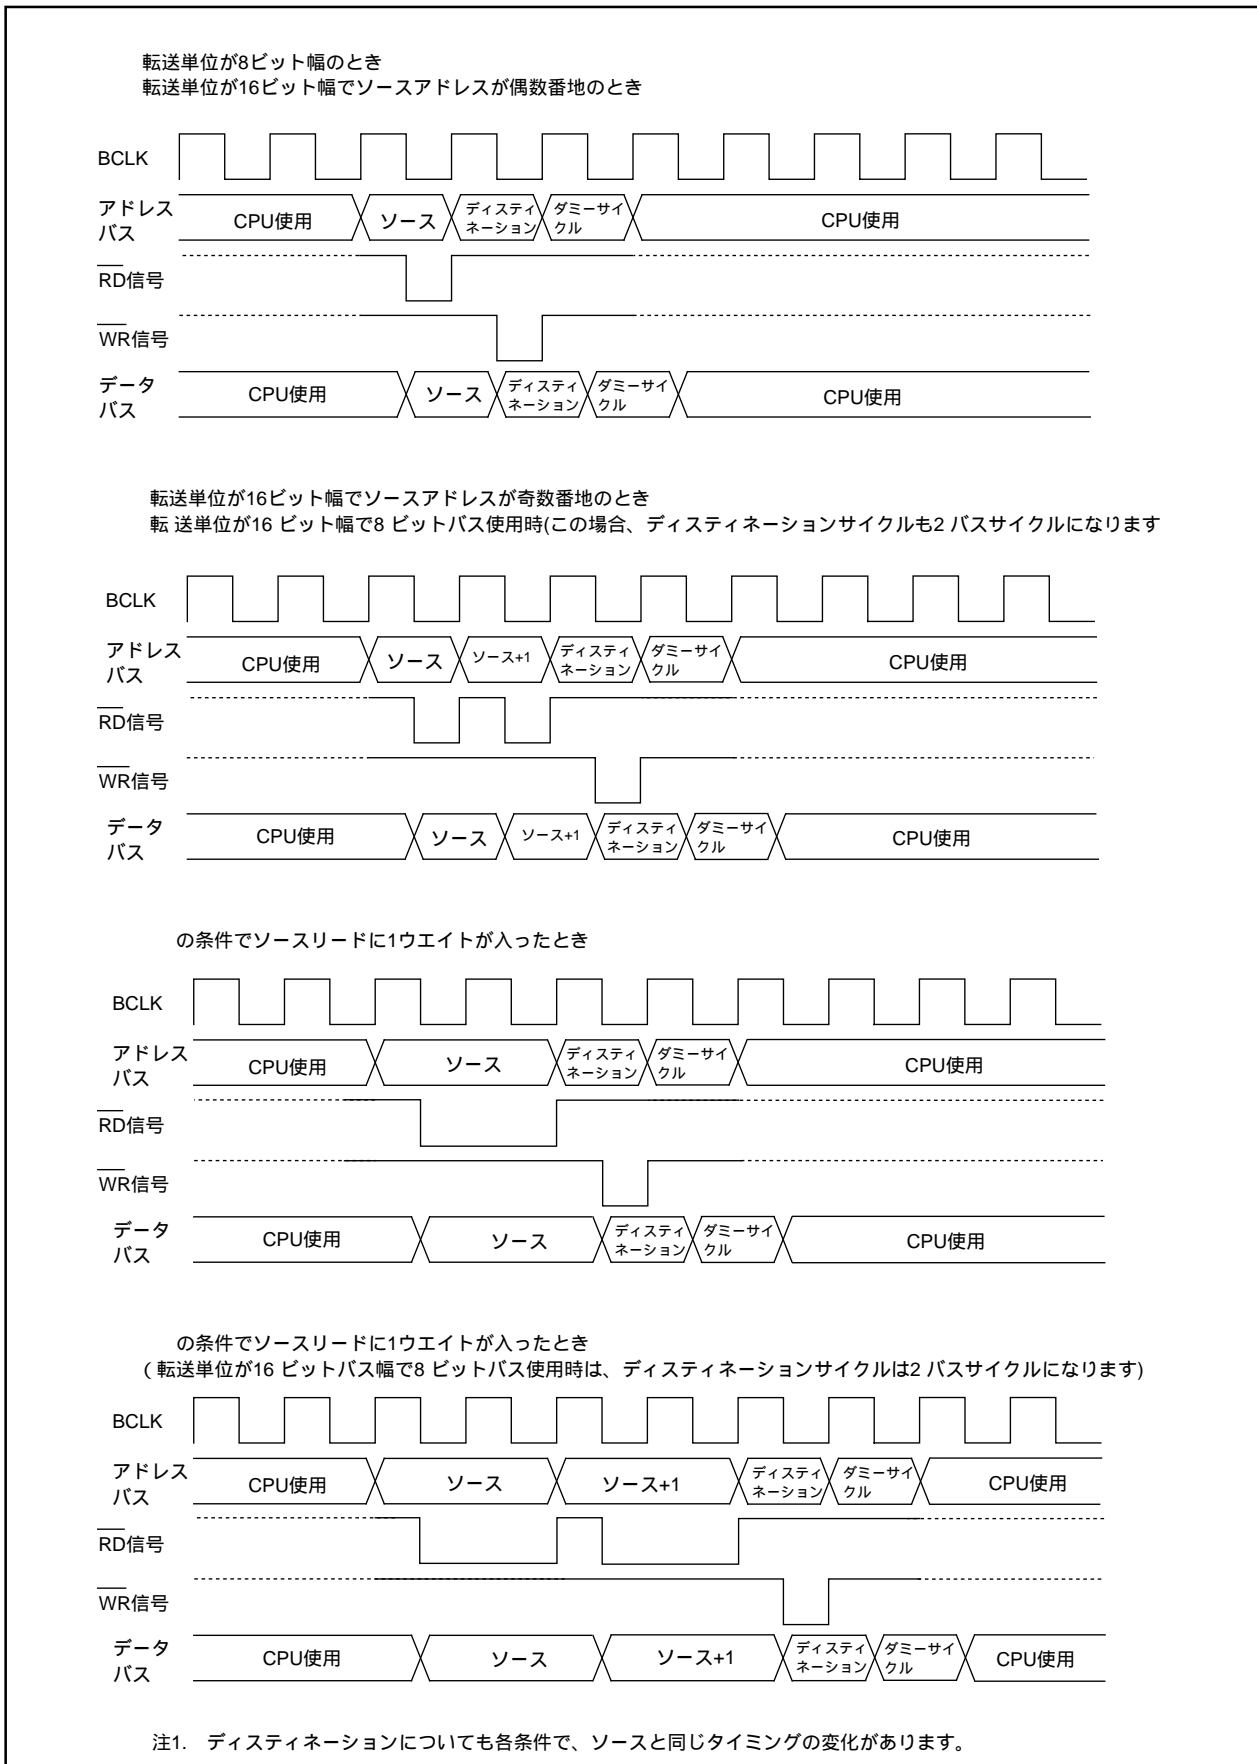 転送単位が8ビット幅のとき
転送単位が16ビット幅でソースアドレスが偶数番地のとき
BCLK
アドレス
バス
CPU使用
ソース
ディスティ
ネーション
ダミーサイ
クル
CPU使用
RD信号
WR信号
データ
バス
CPU使用
ソース
ディスティ
ネーション
ダミーサイ
クル
CPU使用
転送単位が16ビット幅でソースアドレスが奇数番地のとき
転 送単位が16 ビット幅で8 ビットバス使用時(この場合、ディスティネーションサイクルも2 バスサイクルになります
BCLK
アドレス
バス
CPU使用
ソース
ソース+1
ディスティ
ネーション
ダミーサイ
クル
CPU使用
RD信号
WR信号
データ
バス
CPU使用
ソース
ソース+1
ディスティ
ネーション
ダミーサイ
クル
CPU使用
の条件でソースリードに1ウエイトが入ったとき
BCLK
アドレス
バス
CPU使用
ソース
ディスティ
ネーション
ダミーサイ
クル
CPU使用
RD信号
WR信号
データ
バス
CPU使用
ソース
ディスティ
ネーション
ダミーサイ
クル
CPU使用
の条件でソースリードに1ウエイトが入ったとき
(転送単位が16 ビットバス幅で8 ビットバス使用時は、ディスティネーションサイクルは2 バスサイクルになります)
BCLK
アドレス
バス
CPU使用
ソース
ソース+1
ディスティ
ネーション
ダミーサイ
クル
CPU使用
RD信号
WR信号
データ
バス
CPU使用
ソース
ソース+1
ディスティ
ネーション
ダミーサイ
クル
CPU使用
注1. ディスティネーションについても各条件で、ソースと同じタイミングの変化があります。